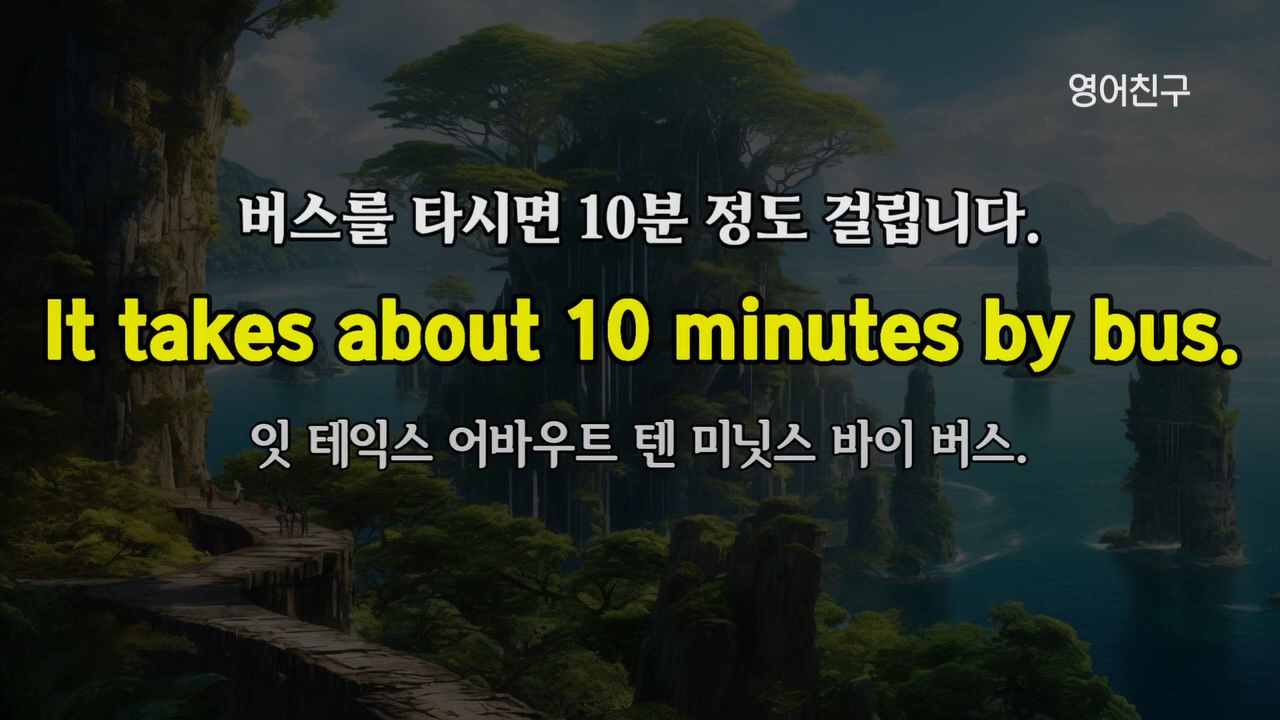 영어친구
버스를 타시면 10분 정도 걸립니다.
It takes about 10 minutes by bus.
잇 테익스 어바우트 텐 미닛스 바이 버스.